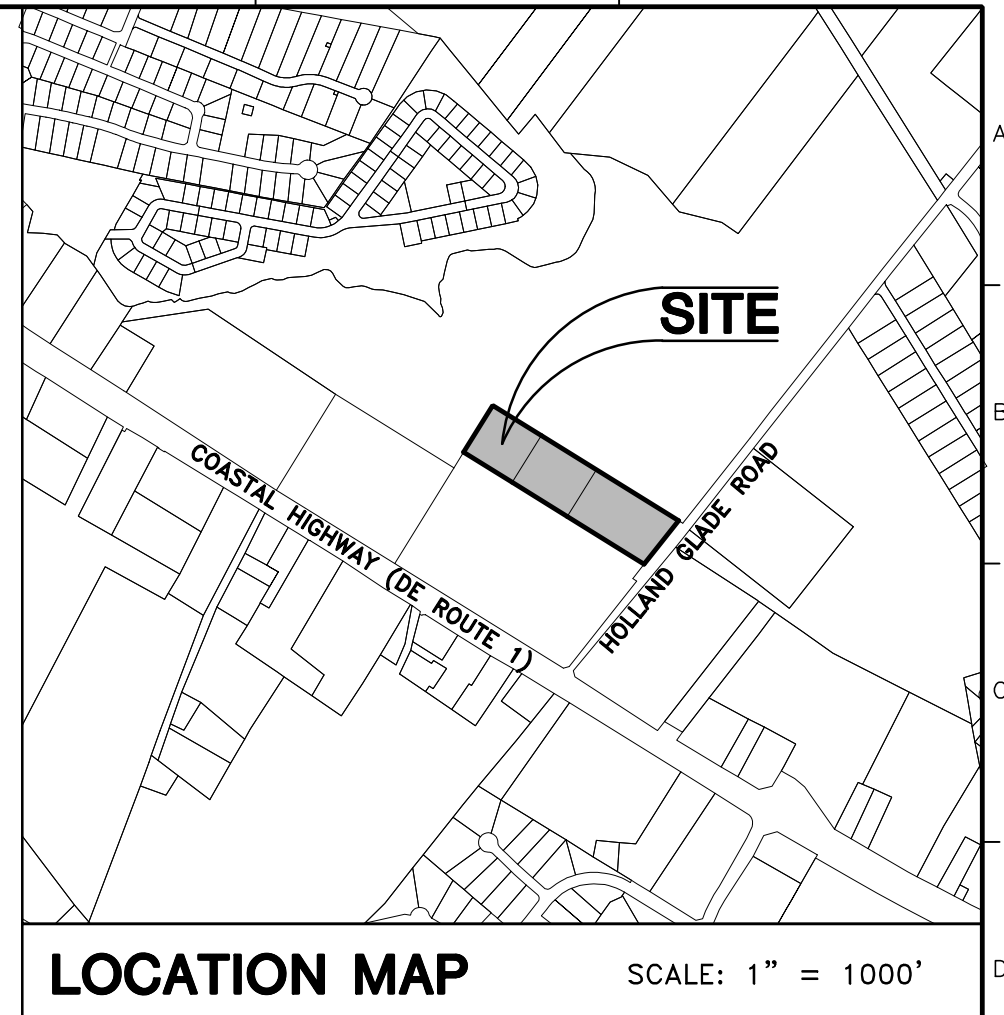 A
SITE
B
COASTAL HIGHWAY (DE ROUTE 1)
HOLLAND GLADE ROAD
C
LOCATION MAP
SCALE: 1” = 1000’
D